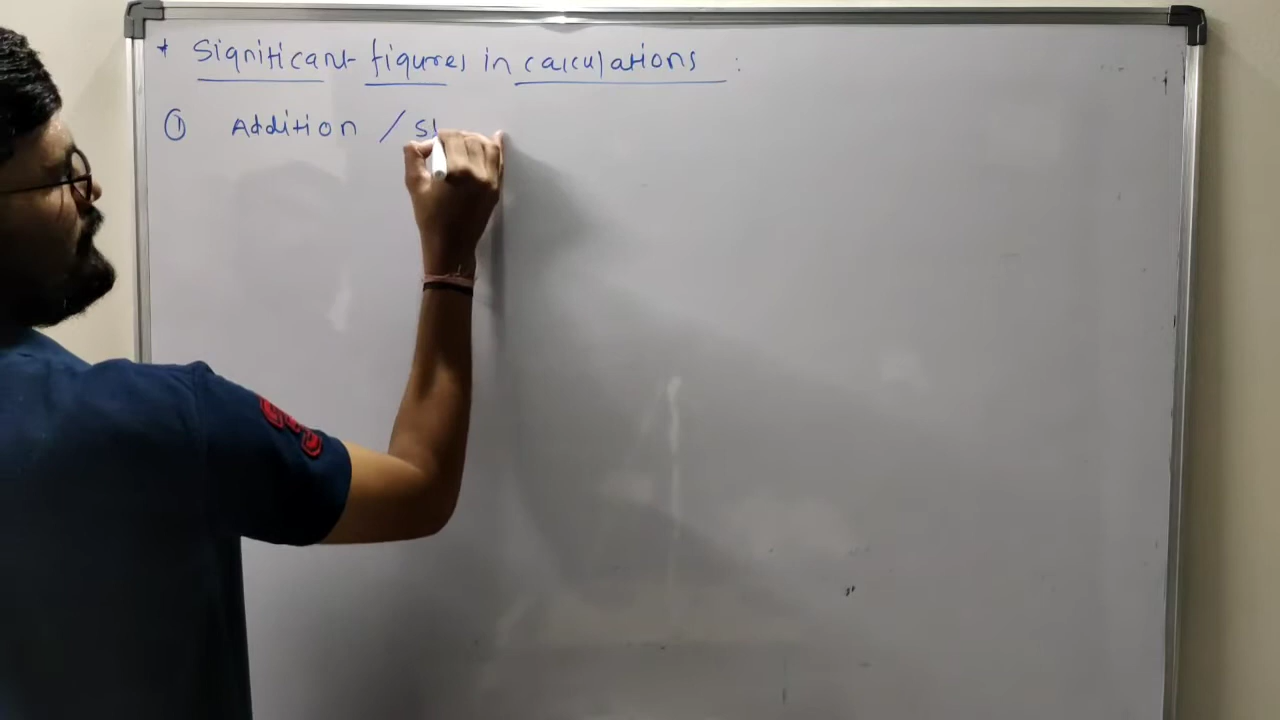 * Significant figures in calculations :
① Addition / S